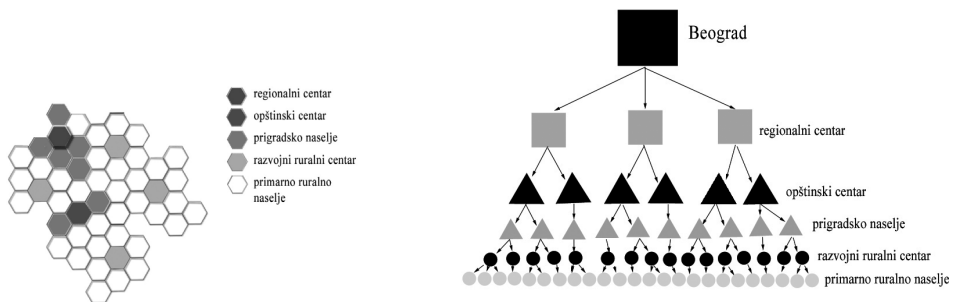 regionalni centar
opštinski centar
prigradsko naselje
razvojni ruralni centar
primarno ruralno
naselje
Beograd
regionalni centar
opštinski centar
prigradsko naselje
razvojni ruralni centar
primarno ruralno naselje